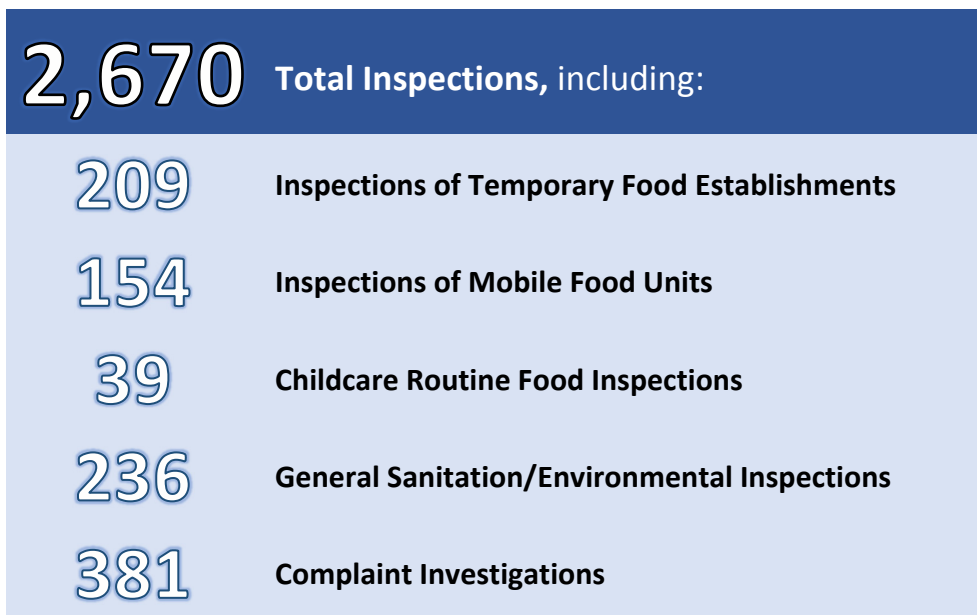 2,670 Total Inspections, including:
209 Inspections of Temporary Food Establishments
154 Inspections of Mobile Food Units
39 Childcare Routine Food Inspections
236 General Sanitation/Environmental Inspections
381 Complaint Investigations